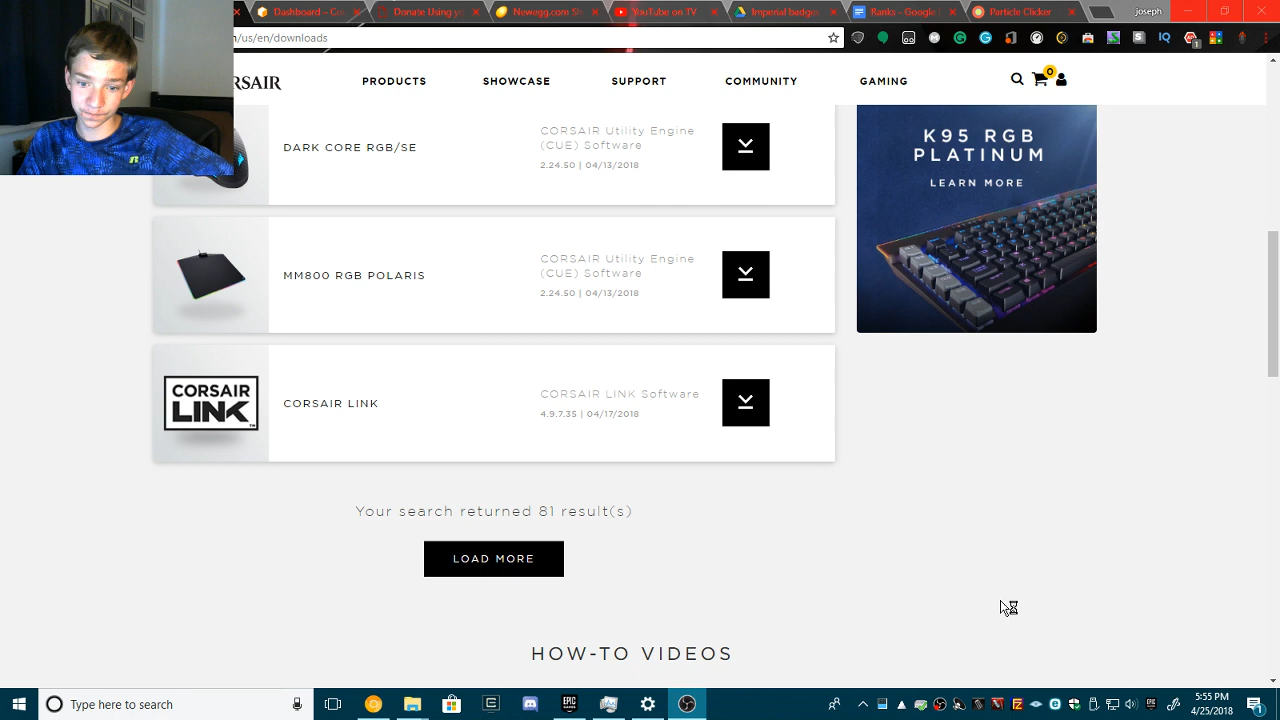 Dashboard – Co
Donate Using y
Newegg.com Sh
YouTube on TV
Imperial badge
Ranks - Google
Particle Clicker
joseph
/us/en/downloads
RSAIR
PRODUCTS
SHOWCASE
SUPPORT
COMMUNITY
GAMING
0
DARK CORE RGB/SE
CORSAIR Utility Engine
(CUE) Software
2.24.50 | 04/13/2018
K95 RGB
PLATINUM
LEARN MORE
MM800 RGB POLARIS
CORSAIR Utility Engine
(CUE) Software
2.24.50 | 04/13/2018
CORSAIR
LINK
CORSAIR LINK
CORSAIR LINK Software
4.9.7.35 | 04/17/2018
Your search returned 81 result(s)
LOAD MORE
HOW-TO VIDEOS
Type here to search
5:55 PM
4/25/2018